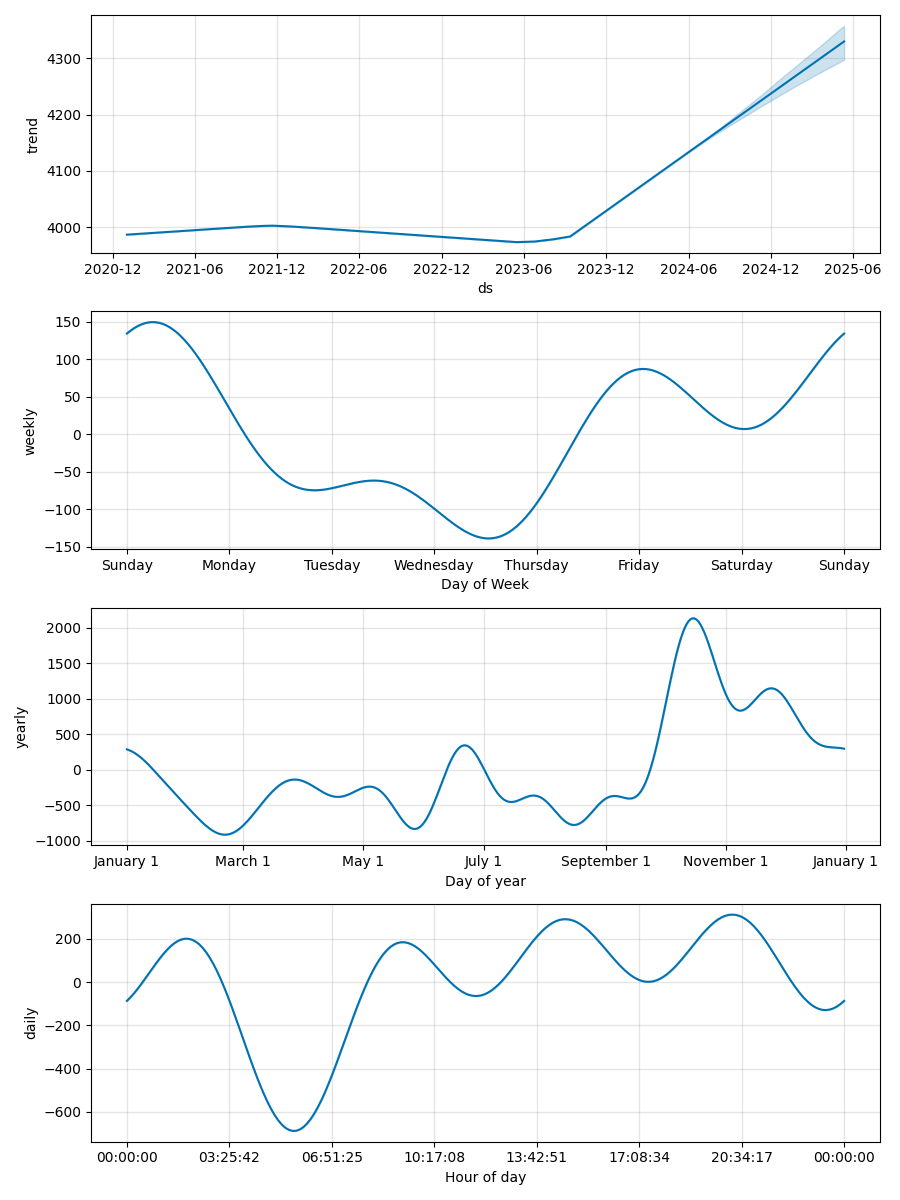 4300
4200
4100
4000
trend
2020-12 2021-06 2021-12 2022-06 2022-12 2023-06 2023-12 2024-06 2024-12 2025-06
ds
150
100
50
0
−50
−100
−150
weekly
Sunday Monday Tuesday Wednesday Thursday Friday Saturday Sunday
Day of Week
2000
1500
1000
500
0
−500
−1000
yearly
January 1 March 1 May 1 July 1 September 1 November 1 January 1
Day of year
200
0
−200
−400
−600
daily
00:00:00 03:25:42 06:51:25 10:17:08 13:42:51 17:08:34 20:34:17 00:00:00
Hour of day